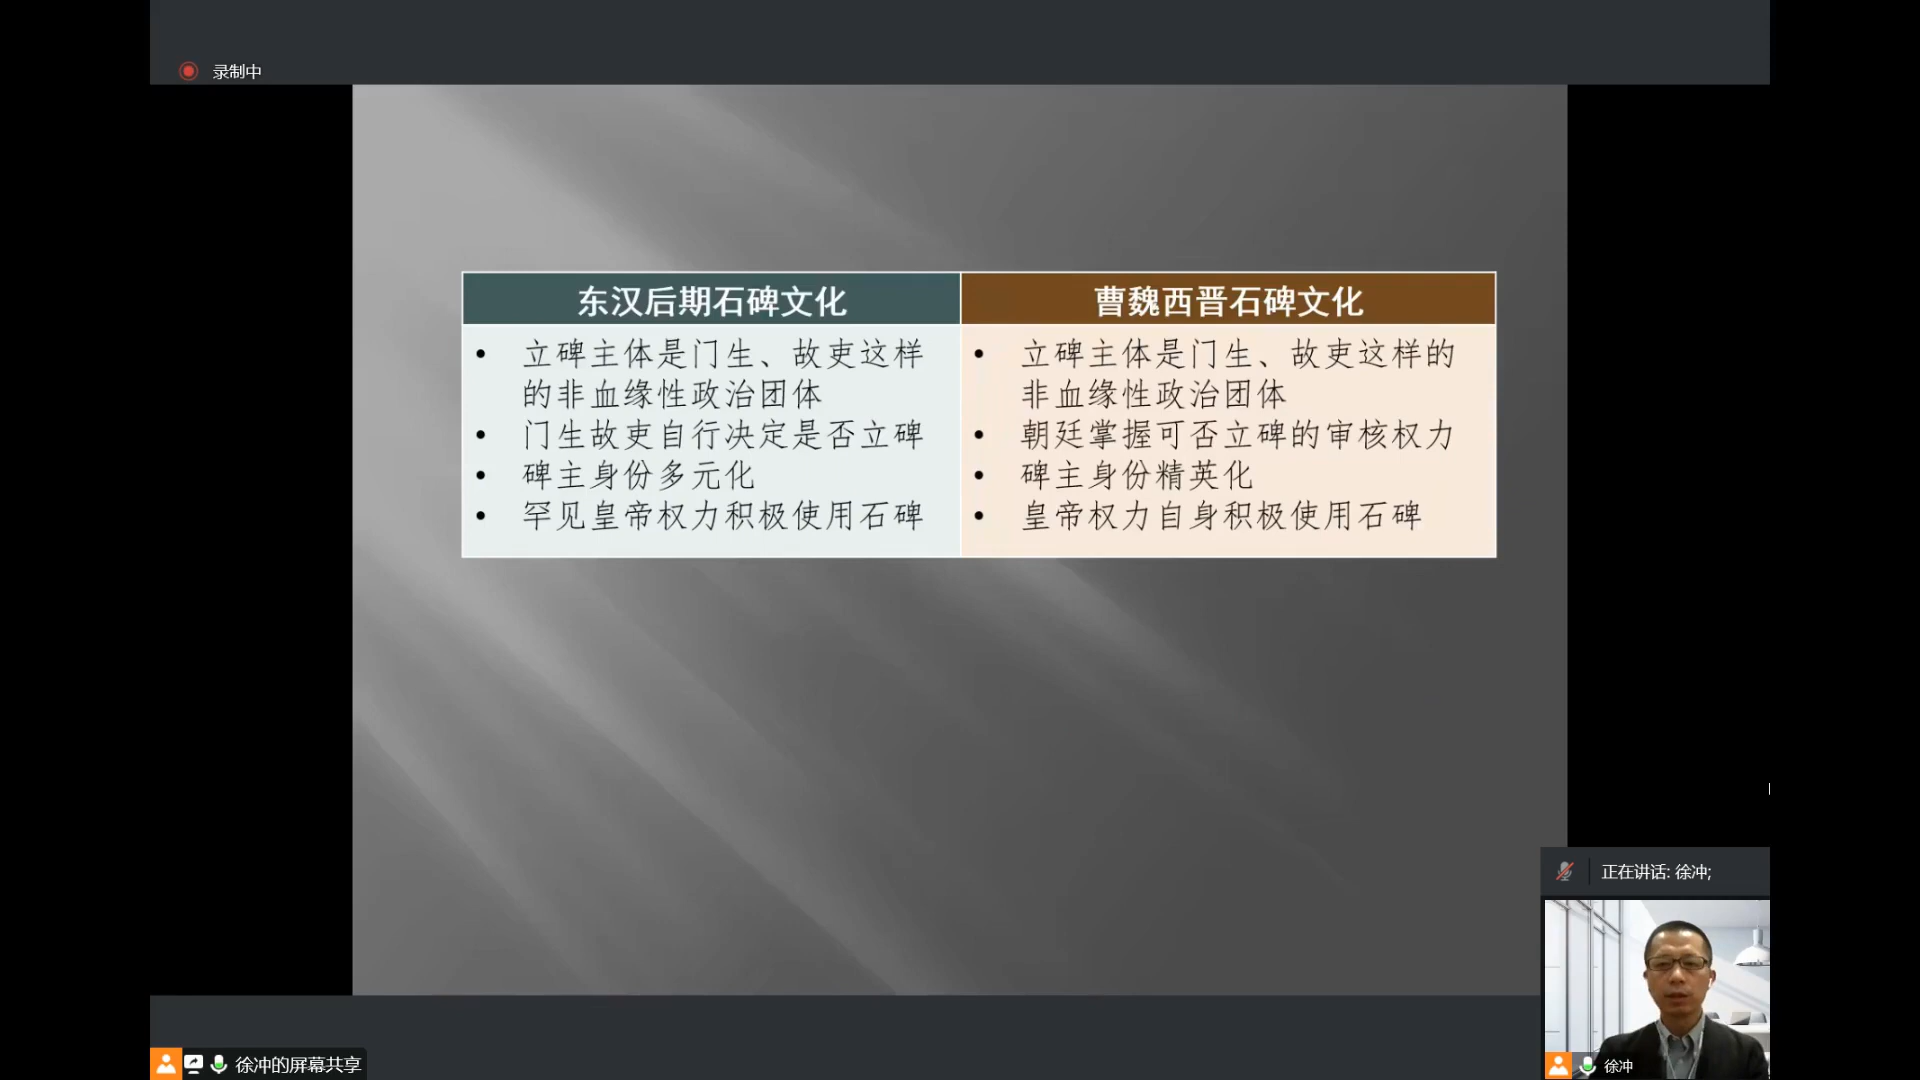 录制中
东汉后期石碑文化
曹魏西晋石碑文化
• 立碑主体是门生、故吏这样
的非血缘性政治团体
• 门生故吏自行决定是否立碑
• 碑主身份多元化
• 罕见皇帝权力积极使用石碑
• 立碑主体是门生、故吏这样的
非血缘性政治团体
• 朝廷掌握可否立碑的审核权力
• 碑主身份精英化
• 皇帝权力自身积极使用石碑
正在讲话: 徐冲;
徐冲
徐冲的屏幕共享